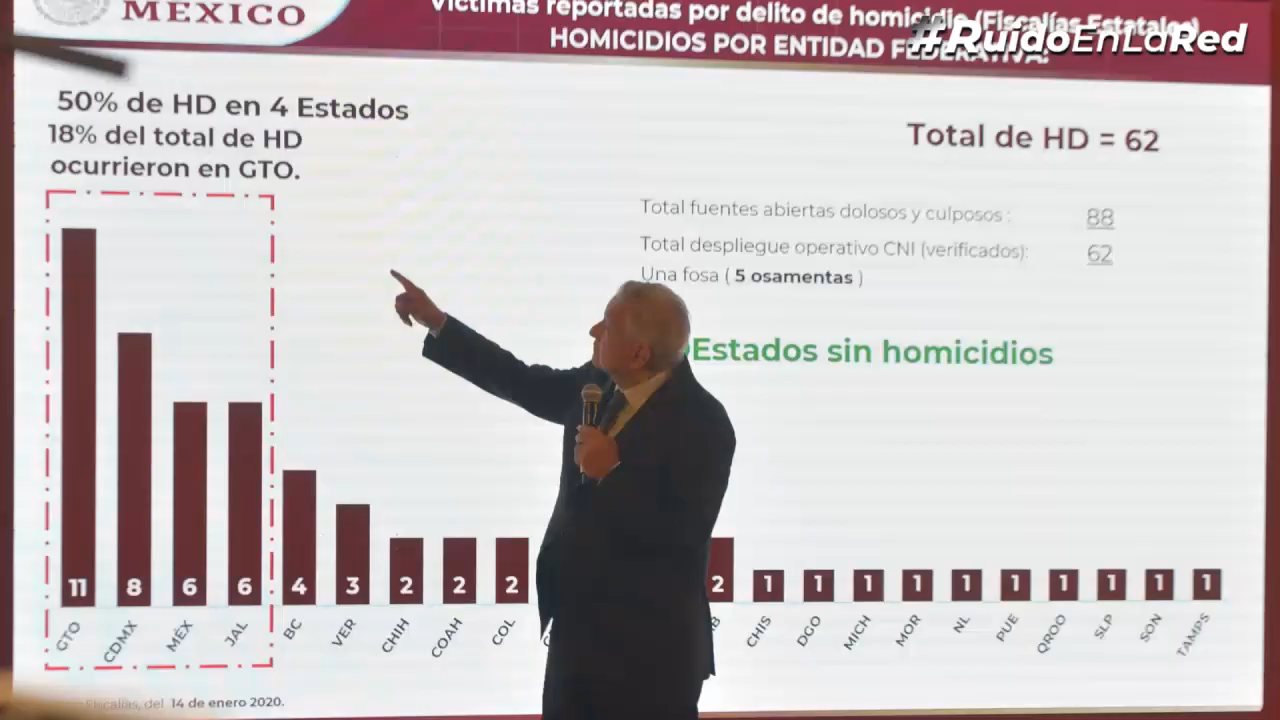 MÉXICO
Víctimas reportadas por delito de homicidio (Fiscalías Estatales)
HOMICIDIOS POR ENTIDAD FEDERATIVA:
#RuidoEnLaRed
50% de HD en 4 Estados
18% del total de HD
ocurrieron en GTO.
Total de HD = 62
Total fuentes abiertas dolosos y culposos : 88
Total despliegue operativo CNI (verificados): 62
Una fosa ( 5 osamentas )
Estados sin homicidios
11 8 6 6 4 3 2 2 2 2 1 1 1 1 1 1 1 1 1 1
GTO CDMX MEX JAL BC VER CHIH COAH COL CHIS DGO MICH MOR NL PUE QROO SLP SON TAMPS
Fiscalías, del 14 de enero 2020.